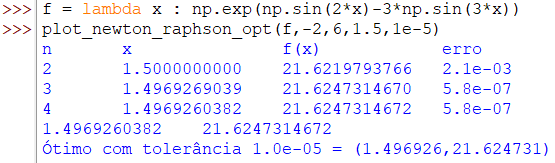 >>> f = lambda x : np.exp(np.sin(2*x)-3*np.sin(3*x))
>>> plot_newton_raphson_opt(f,-2,6,1.5,1e-5)
n x f(x) erro
2 1.5000000000 21.6219793766 2.1e-03
3 1.4969269039 21.6247314670 5.8e-07
4 1.4969260382 21.6247314672 5.8e-07
1.4969260382 21.6247314672
Ótimo com tolerância 1.0e-05 = (1.496926,21.624731)